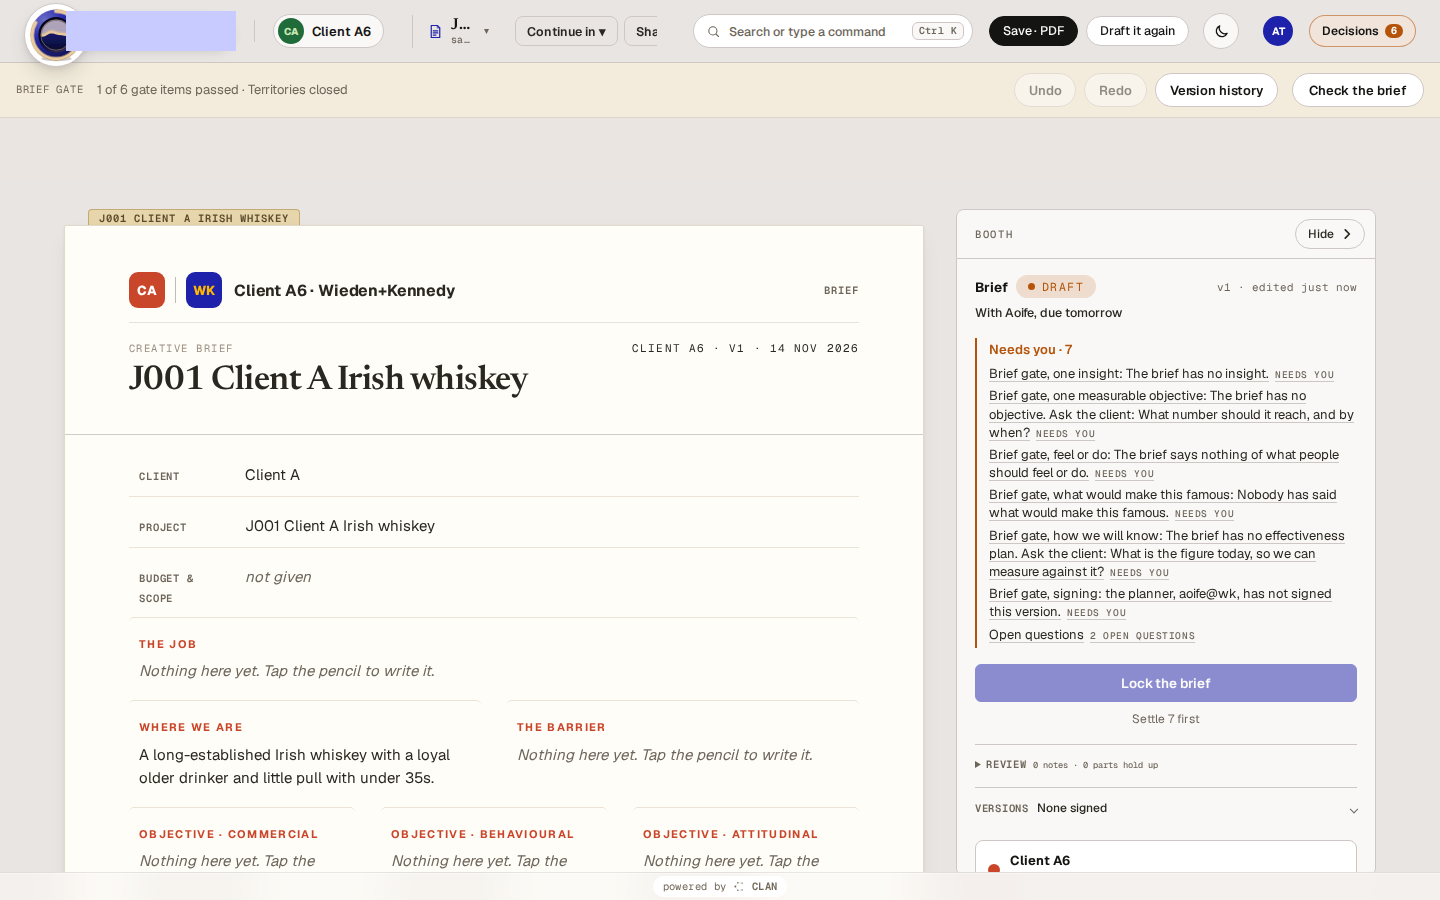 CA Client A6
J...
sa...
Continue in ▾
Sha
Search or type a command
Ctrl K
Save · PDF
Draft it again
AT
Decisions 6
BRIEF GATE 1 of 6 gate items passed · Territories closed
Undo
Redo
Version history
Check the brief
J001 CLIENT A IRISH WHISKEY
CA WK Client A6 · Wieden+Kennedy
BRIEF
CREATIVE BRIEF
CLIENT A6 · V1 · 14 NOV 2026
J001 Client A Irish whiskey
CLIENT Client A
PROJECT J001 Client A Irish whiskey
BUDGET &
SCOPE
not given
THE JOB
Nothing here yet. Tap the pencil to write it.
WHERE WE ARE
A long-established Irish whiskey with a loyal
older drinker and little pull with under 35s.
THE BARRIER
Nothing here yet. Tap the pencil to write it.
OBJECTIVE · COMMERCIAL
Nothing here yet. Tap the
OBJECTIVE · BEHAVIOURAL
Nothing here yet. Tap the
OBJECTIVE · ATTITUDINAL
Nothing here yet. Tap the
BOOTH
Hide
Brief DRAFT
v1 · edited just now
With Aoife, due tomorrow
Needs you · 7
Brief gate, one insight: The brief has no insight. NEEDS YOU
Brief gate, one measurable objective: The brief has no
objective. Ask the client: What number should it reach, and by
when? NEEDS YOU
Brief gate, feel or do: The brief says nothing of what people
should feel or do. NEEDS YOU
Brief gate, what would make this famous: Nobody has said
what would make this famous. NEEDS YOU
Brief gate, how we will know: The brief has no effectiveness
plan. Ask the client: What is the figure today, so we can
measure against it? NEEDS YOU
Brief gate, signing: the planner, aoife@wk, has not signed
this version. NEEDS YOU
Open questions 2 OPEN QUESTIONS
Lock the brief
Settle 7 first
REVIEW 0 notes · 0 parts hold up
VERSIONS None signed
Client A6
powered by CLAN